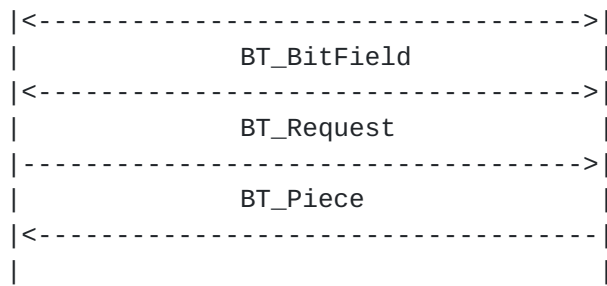 |<----------------------------------->|
|              BT_BitField            |
|<----------------------------------->|
|              BT_Request             |
|------------------------------------>|
|              BT_Piece               |
|<------------------------------------|
|                                     |